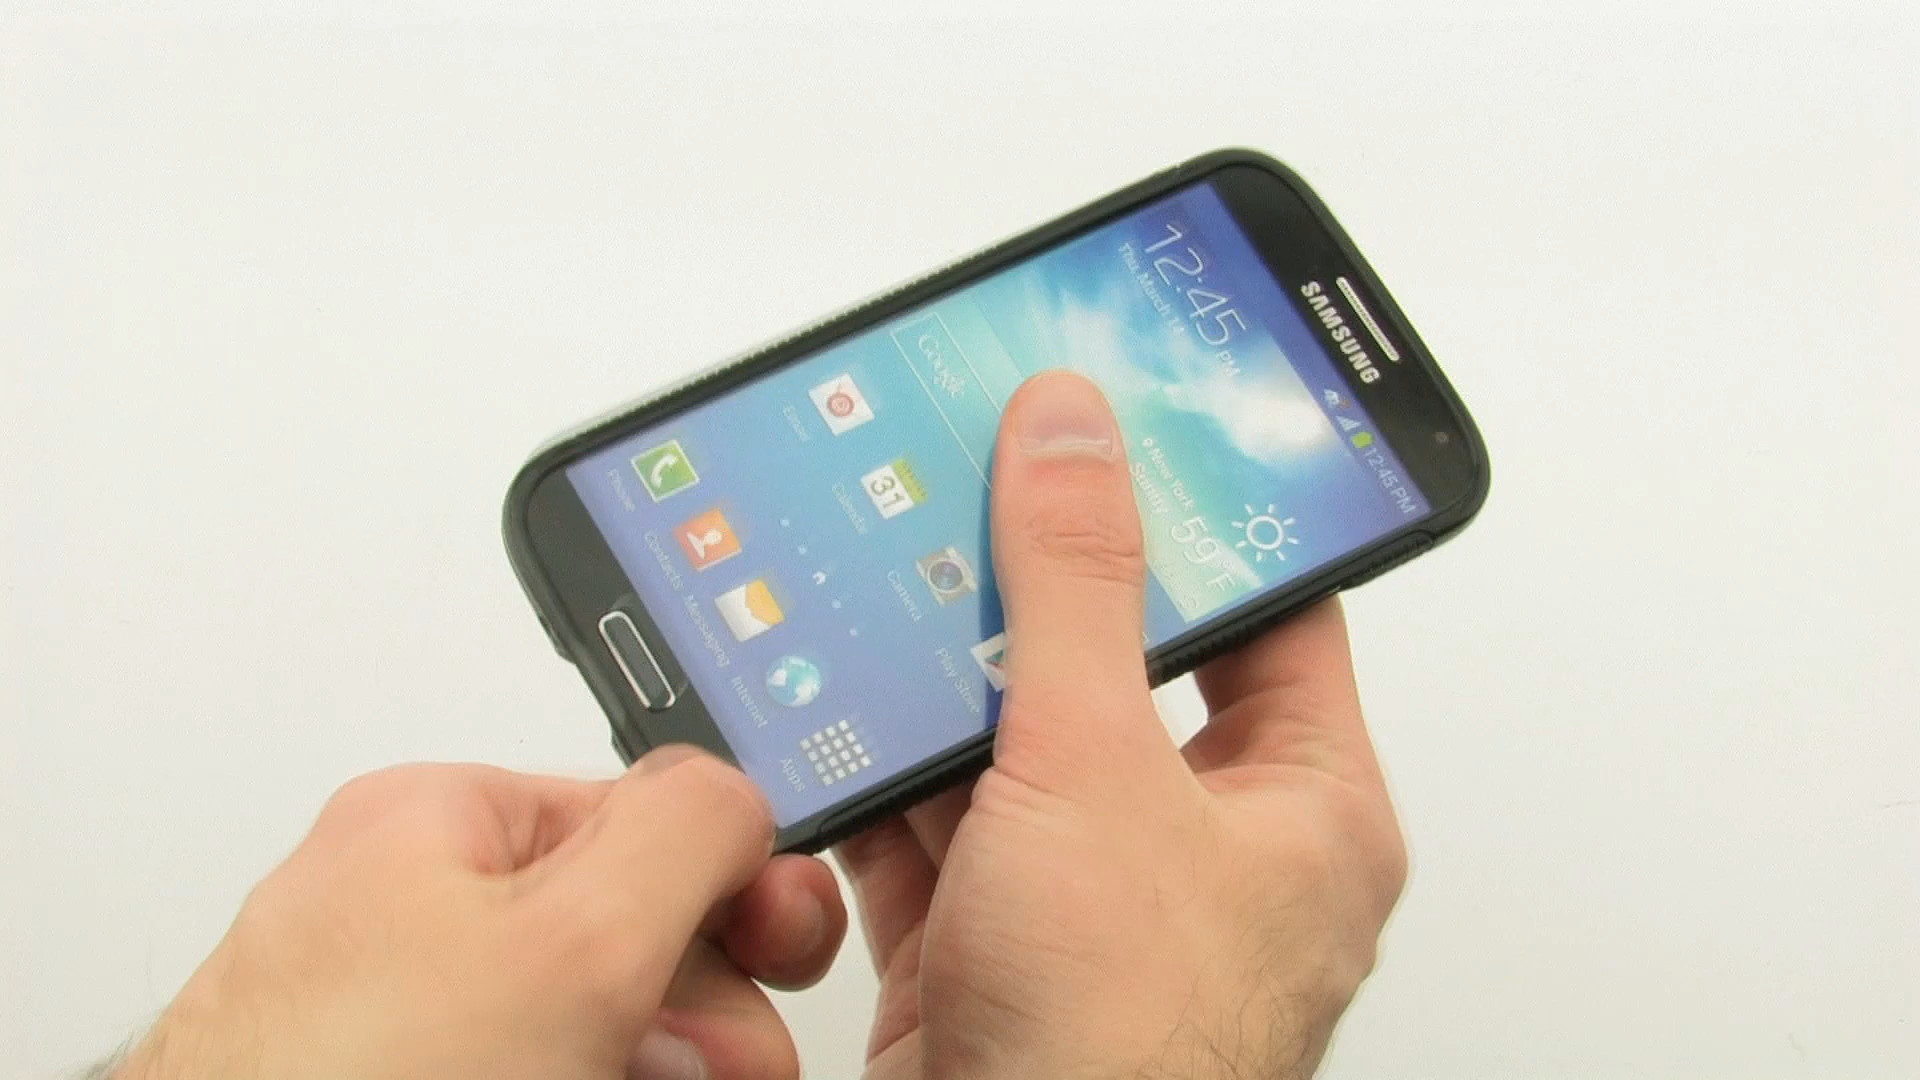 SAMSUNG
4G 12:45 PM
12:45 PM
Thu, March 14
New York
Sunny 59°F
Google
Email
Calendar
31
Camera
Play Store
Phone
Contacts
Messaging
Internet
Apps